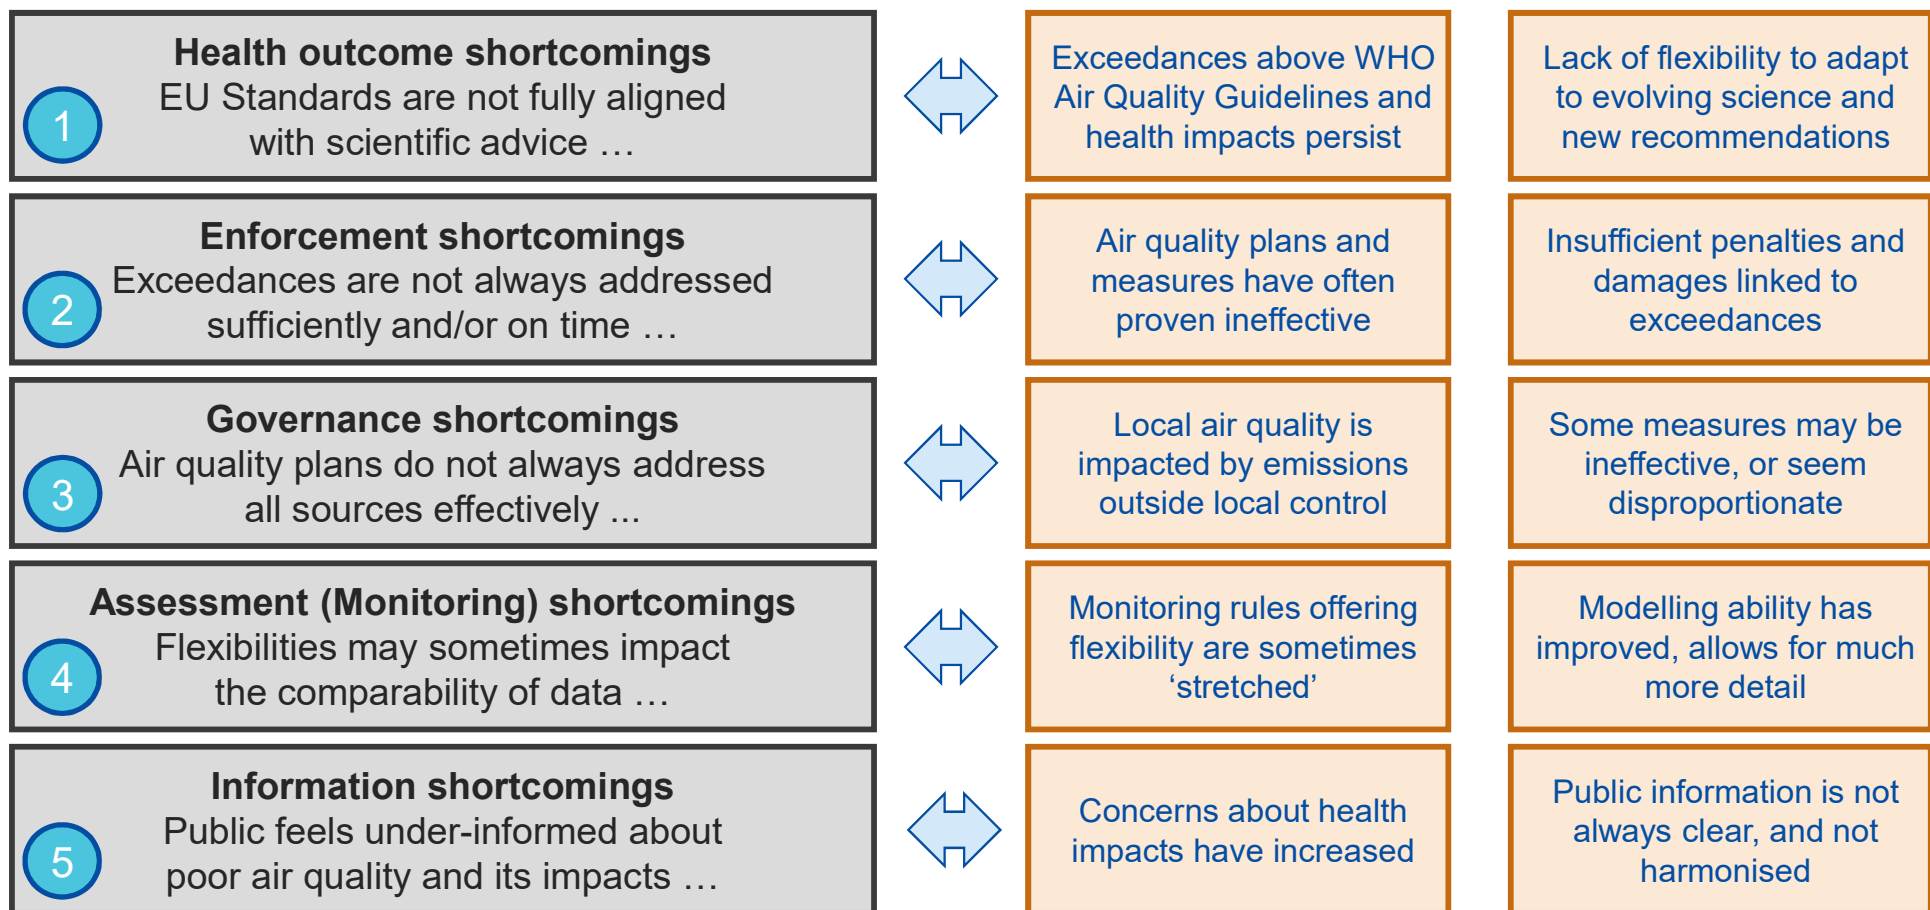 Health outcome shortcomings
EU Standards are not fully aligned
with scientific advice …
1
Exceedances above WHO
Air Quality Guidelines and
health impacts persist
Lack of flexibility to adapt
to evolving science and
new recommendations
Enforcement shortcomings
Exceedances are not always addressed
sufficiently and/or on time …
2
Air quality plans and
measures have often
proven ineffective
Insufficient penalties and
damages linked to
exceedances
Governance shortcomings
Air quality plans do not always address
all sources effectively ...
3
Local air quality is
impacted by emissions
outside local control
Some measures may be
ineffective, or seem
disproportionate
Assessment (Monitoring) shortcomings
Flexibilities may sometimes impact
the comparability of data …
4
Monitoring rules offering
flexibility are sometimes
‘stretched’
Modelling ability has
improved, allows for much
more detail
Information shortcomings
Public feels under-informed about
poor air quality and its impacts …
5
Concerns about health
impacts have increased
Public information is not
always clear, and not
harmonised